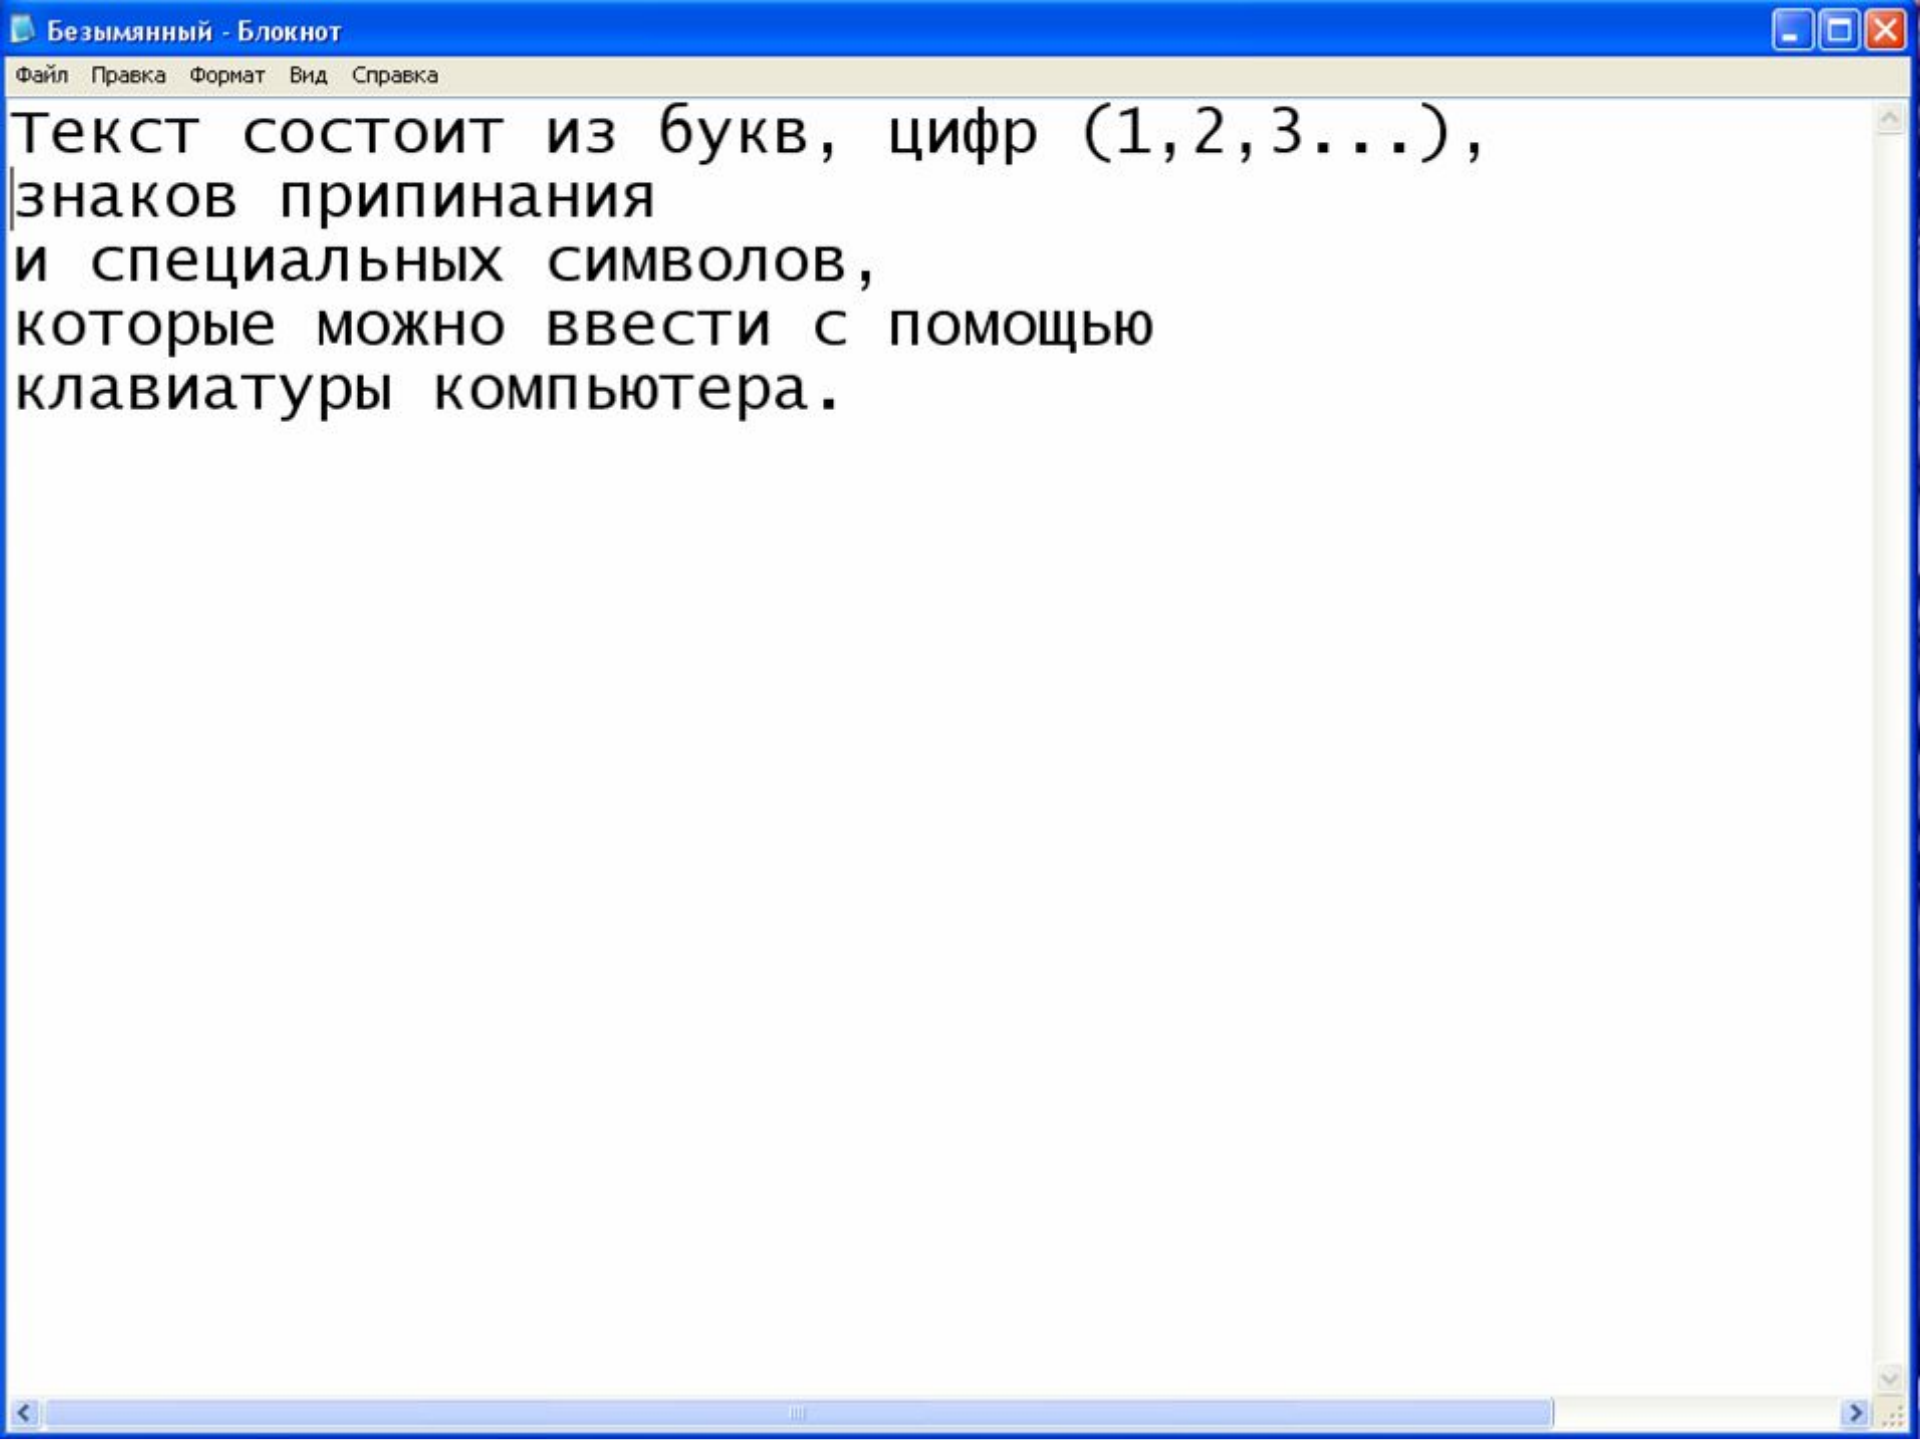 Безымянный - Блокнот
Файл Правка Формат Вид Справка
Текст состоит из букв, цифр (1,2,3...),
знаков припинания
и специальных символов,
которые можно ввести с помощью
клавиатуры компьютера.